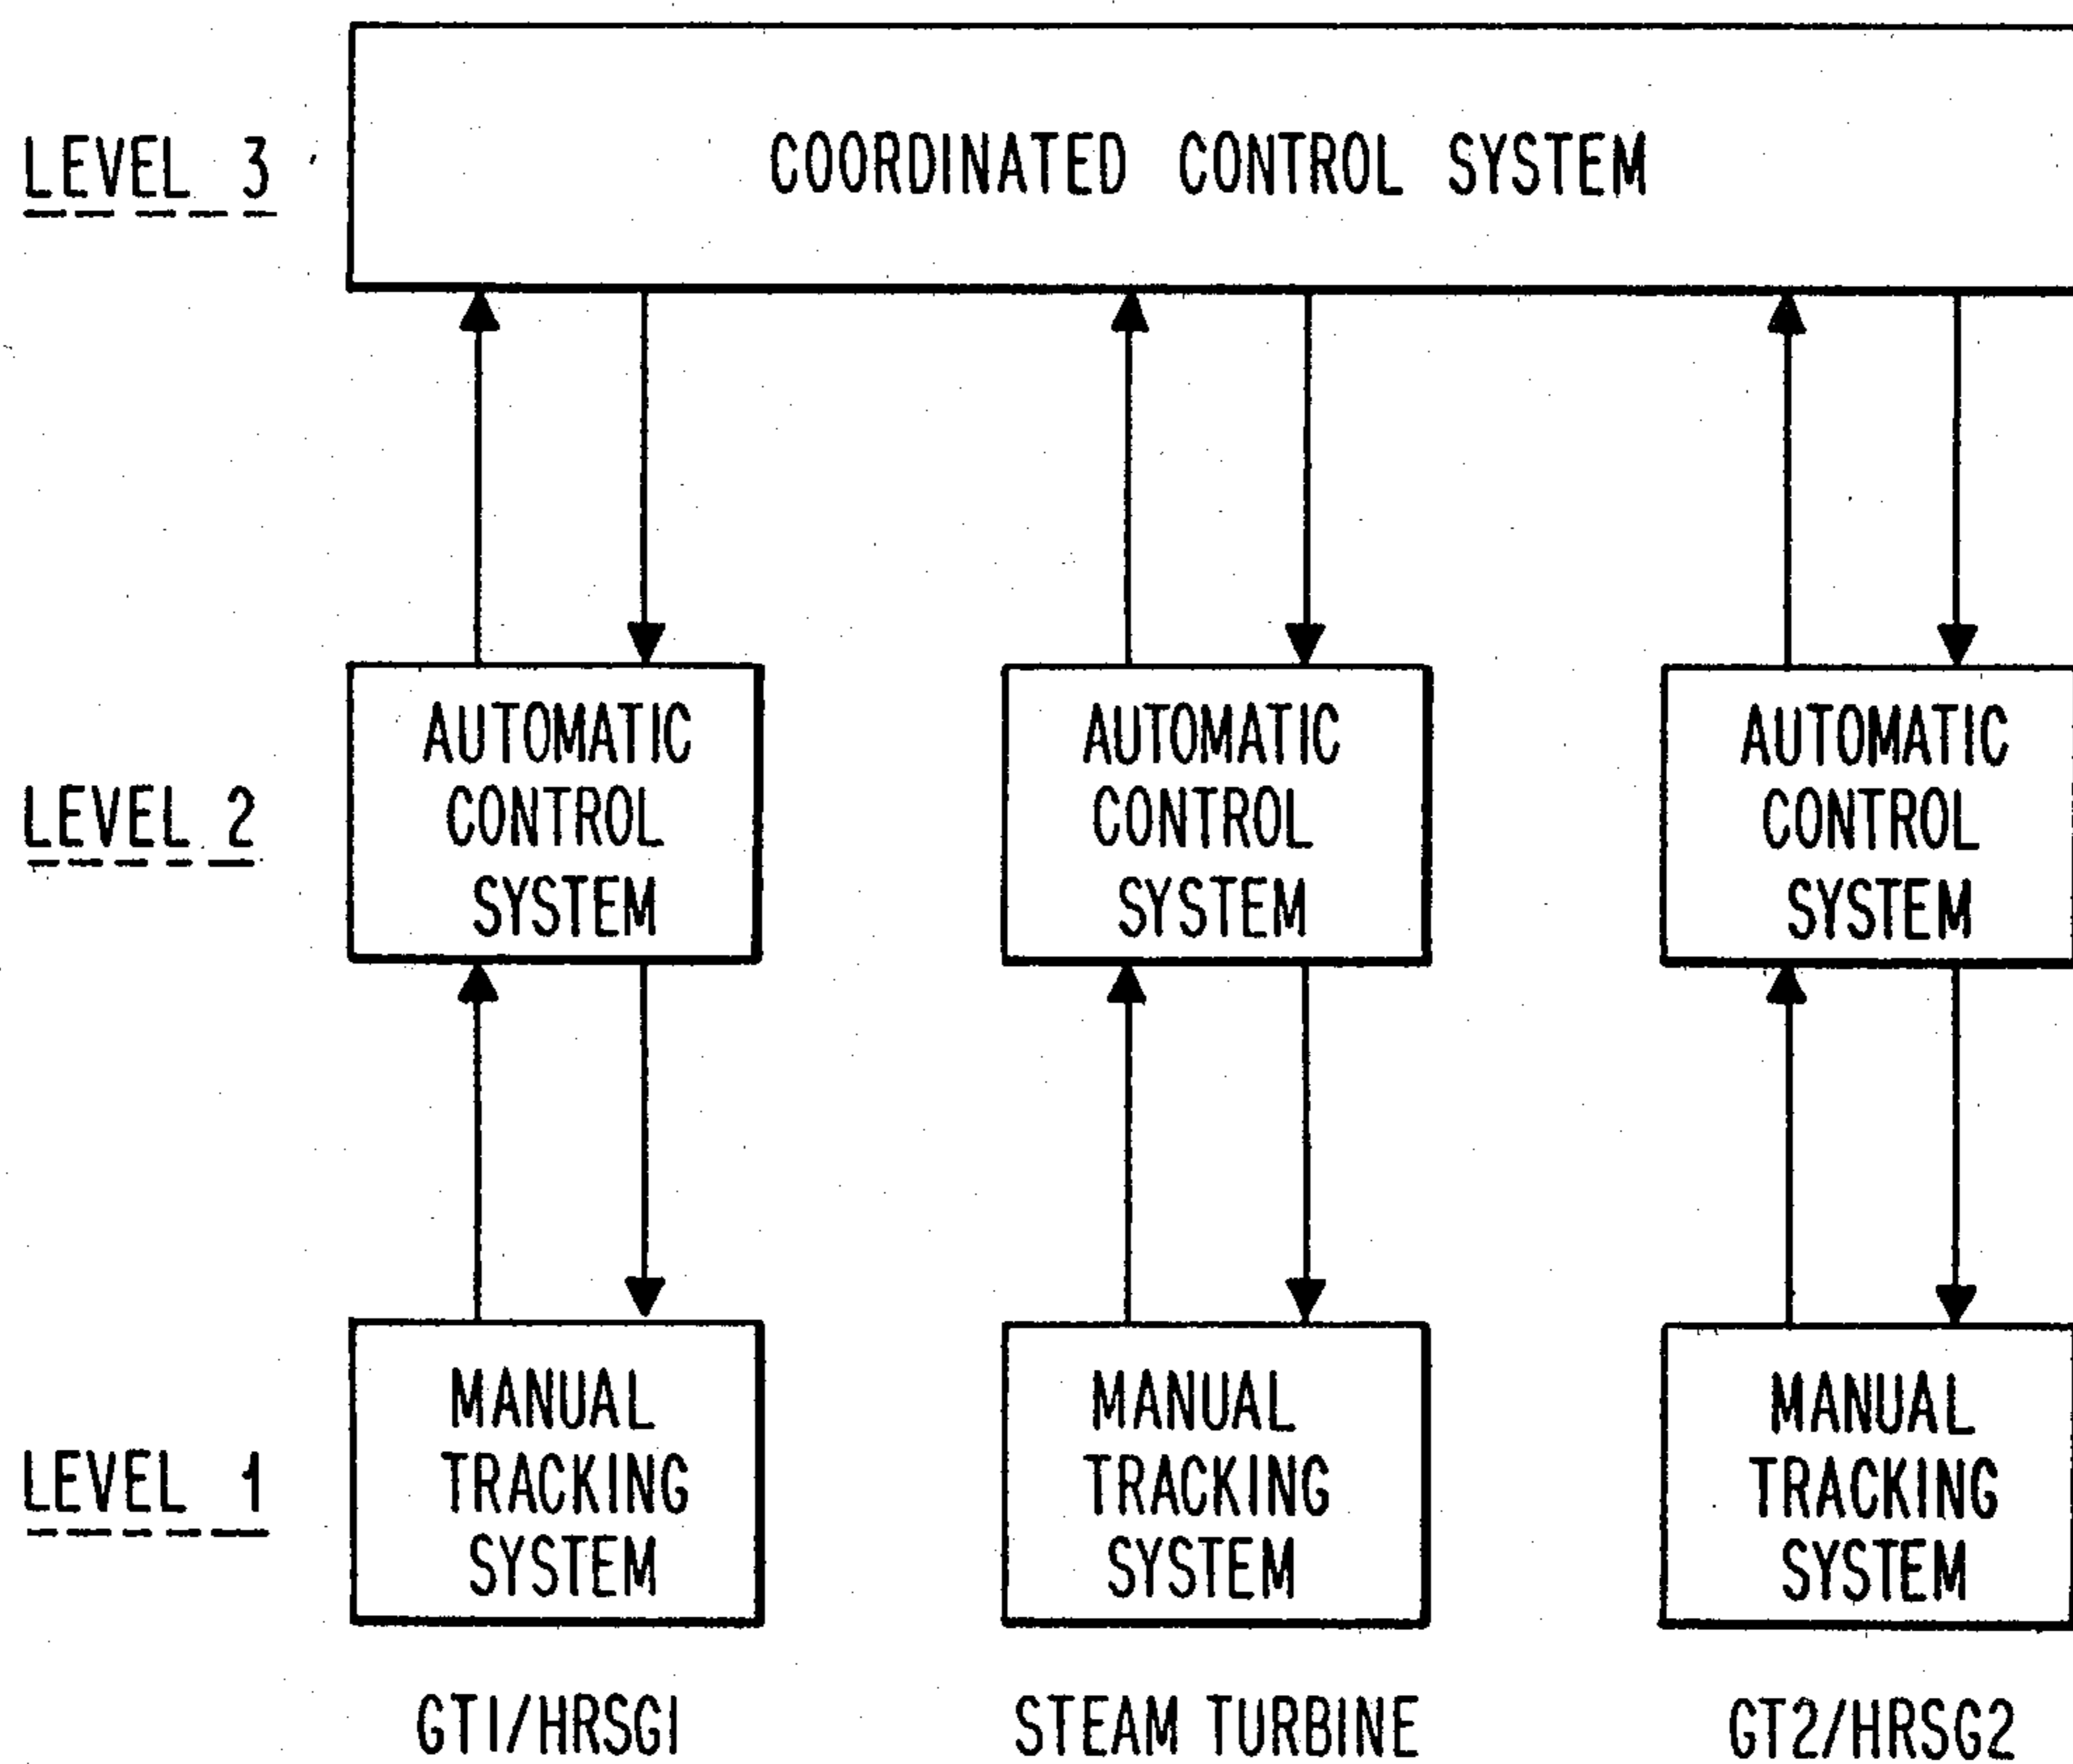 LEVEL 3
COORDINATED CONTROL SYSTEM
LEVEL 2
AUTOMATIC
CONTROL
SYSTEM
AUTOMATIC
CONTROL
SYSTEM
AUTOMATIC
CONTROL
SYSTEM
LEVEL 1
MANUAL
TRACKING
SYSTEM
MANUAL
TRACKING
SYSTEM
MANUAL
TRACKING
SYSTEM
GT1/HRSG1
STEAM TURBINE
GT2/HRSG2